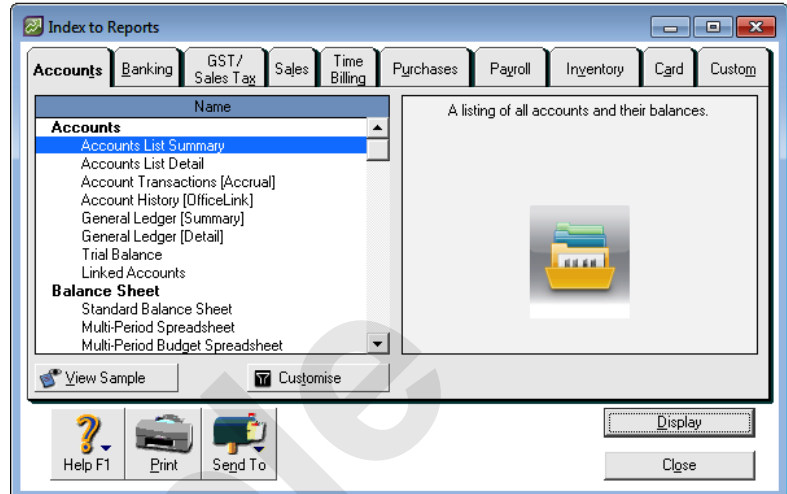 Index to Reports
Accounts
Banking
GST/
Sales Tax
Sales
Time
Billing
Purchases
Payroll
Inventory
Card
Custom
Name
Accounts
Accounts List Summary
Accounts List Detail
Account Transactions [Accrual]
Account History [OfficeLink]
General Ledger [Summary]
General Ledger [Detail]
Trial Balance
Linked Accounts
Balance Sheet
Standard Balance Sheet
Multi-Period Spreadsheet
Multi-Period Budget Spreadsheet
A listing of all accounts and their balances.
View Sample
Customise
Help F1
Print
Send To
Display
Close